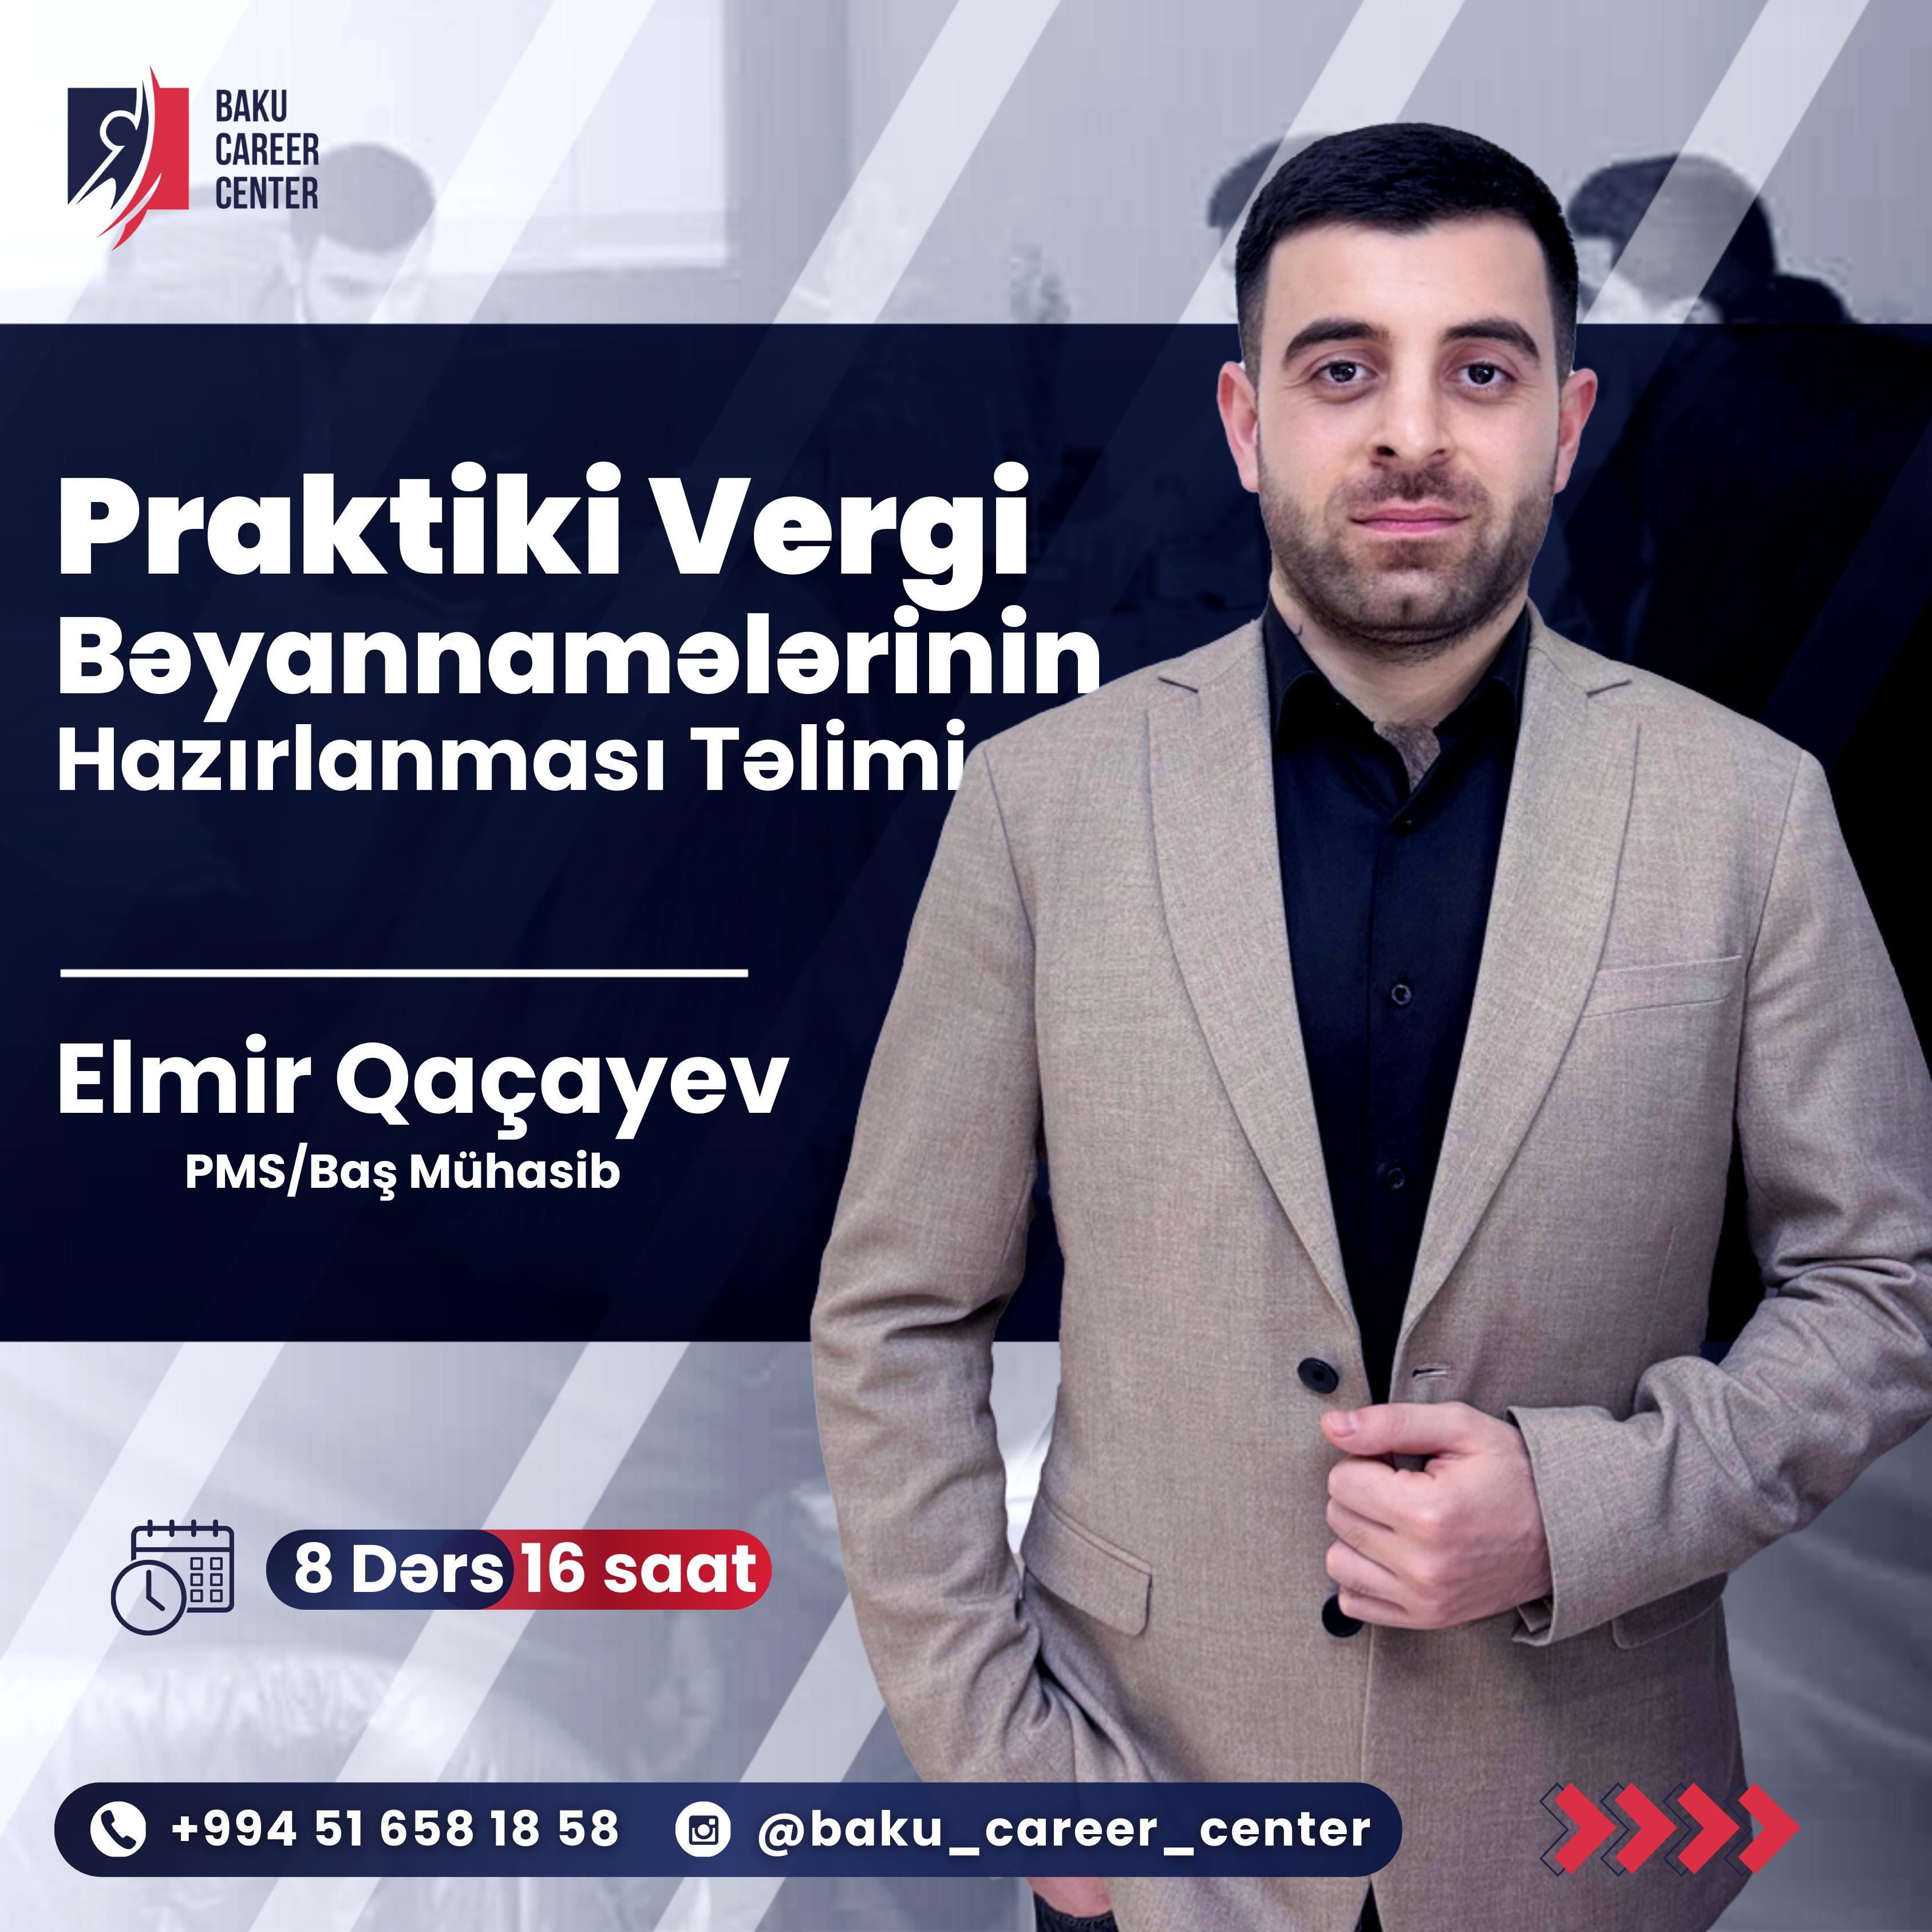 BAKU
CAREER
CENTER
Praktiki Vergi
Bəyannamələrinin
Hazırlanması Təlimi
Elmir Qaçayev
PMS/Baş Mühasib
8 Dərs 16 saat
+994 51 658 18 58 @baku_career_center